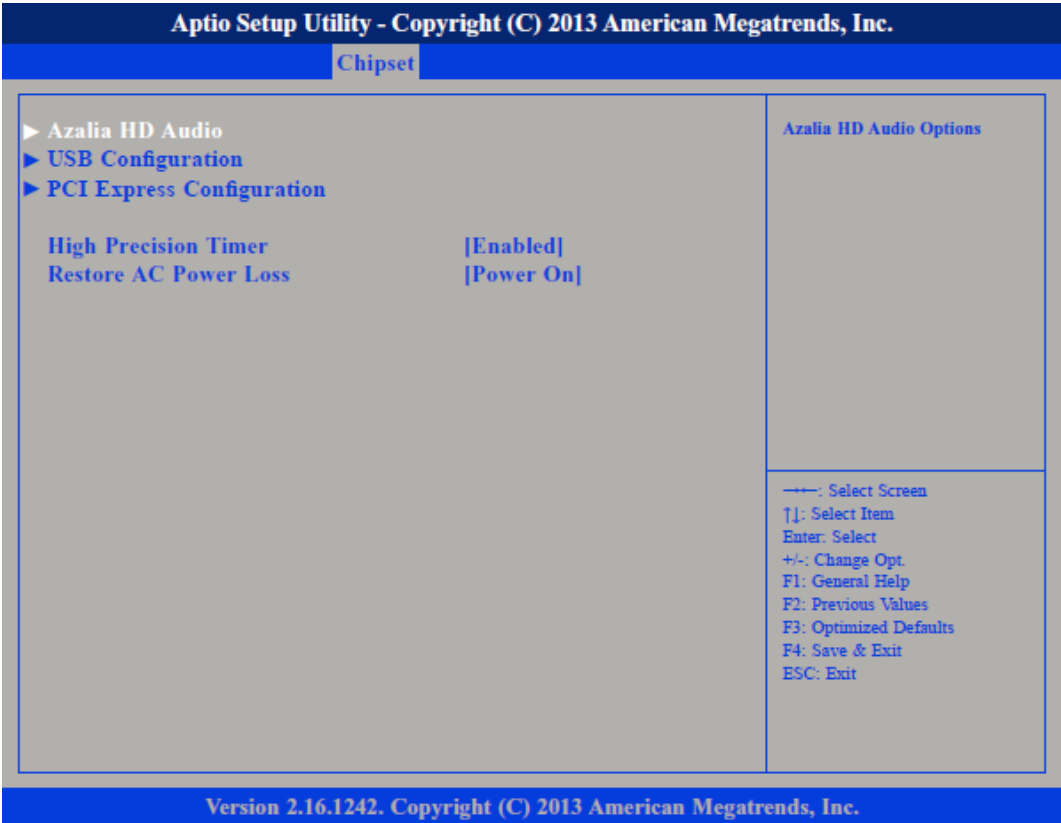 Aptio Setup Utility - Copyright (C) 2013 American Megatrends, Inc.
Chipset
▶ Azalia HD Audio
▶ USB Configuration
▶ PCI Express Configuration
High Precision Timer [Enabled]
Restore AC Power Loss [Power On]
Azalia HD Audio Options
→←: Select Screen
↑↓: Select Item
Enter: Select
+/-: Change Opt.
F1: General Help
F2: Previous Values
F3: Optimized Defaults
F4: Save & Exit
ESC: Exit
Version 2.16.1242. Copyright (C) 2013 American Megatrends, Inc.